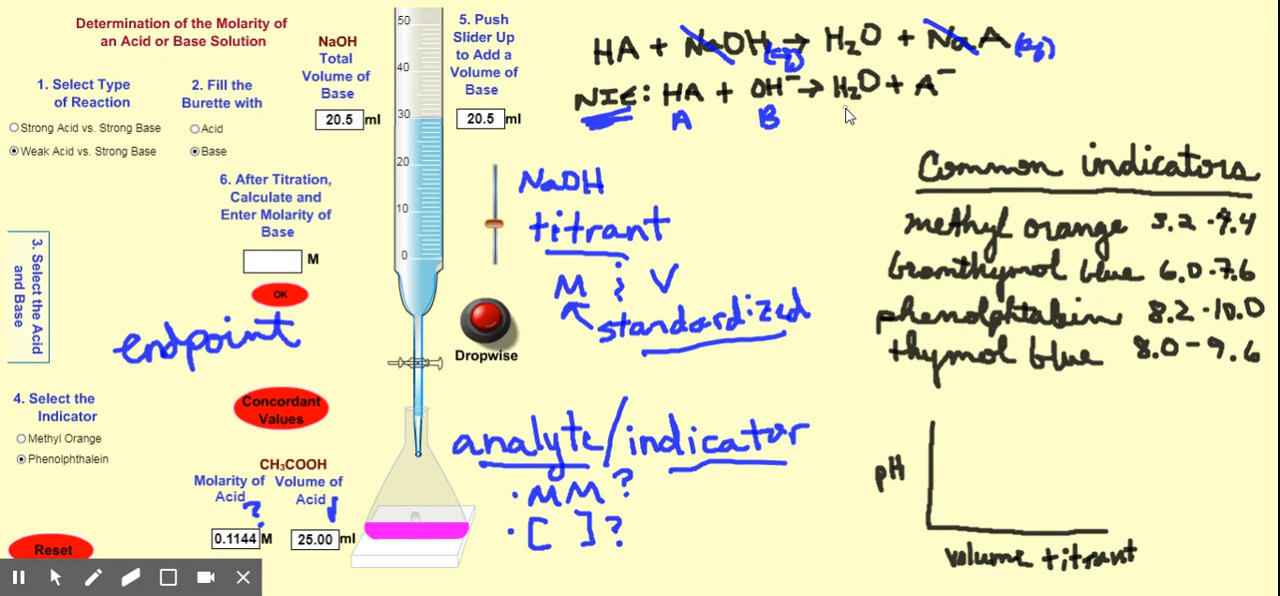 Determination of the Molarity of
an Acid or Base Solution
1. Select Type
of Reaction
Strong Acid vs. Strong Base
Weak Acid vs. Strong Base
2. Fill the
Burette with
Acid
Base
NaOH
Total
Volume of
Base
20.5 ml
50
40
30
20
10
0
5. Push
Slider Up
to Add a
Volume of
Base
20.5 ml
6. After Titration,
Calculate and
Enter Molarity of
Base
M
OK
3. Select the Acid
and Base
endpoint
4. Select the
Indicator
Methyl Orange
Phenolphthalein
Concordant
Values
CH₃COOH
Molarity of
Acid ?
0.1144 M
Volume of
Acid
25.00 ml
Reset
Dropwise
HA + NaOH(aq) → H₂O + NaA(aq)
NIE: HA + OH⁻ → H₂O + A⁻
A B
NaOH
titrant
M & V
standardized
analyte/indicator
· MM ?
· [ ] ?
Common indicators
methyl orange 3.2 - 4.4
bromthymol blue 6.0-7.6
phenolphtalein 8.2-10.0
thymol blue 8.0-9.6
pH
volume titrant